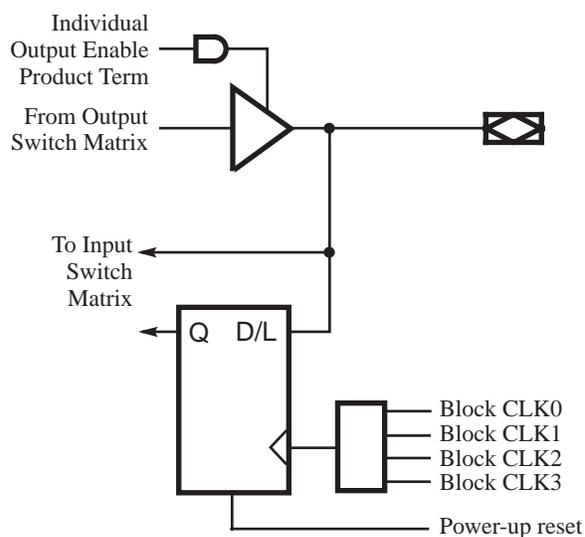 Individual
Output Enable
Product Term
From Output
Switch Matrix
To Input
Switch
Matrix
Q D/L
Block CLK0
Block CLK1
Block CLK2
Block CLK3
Power-up reset